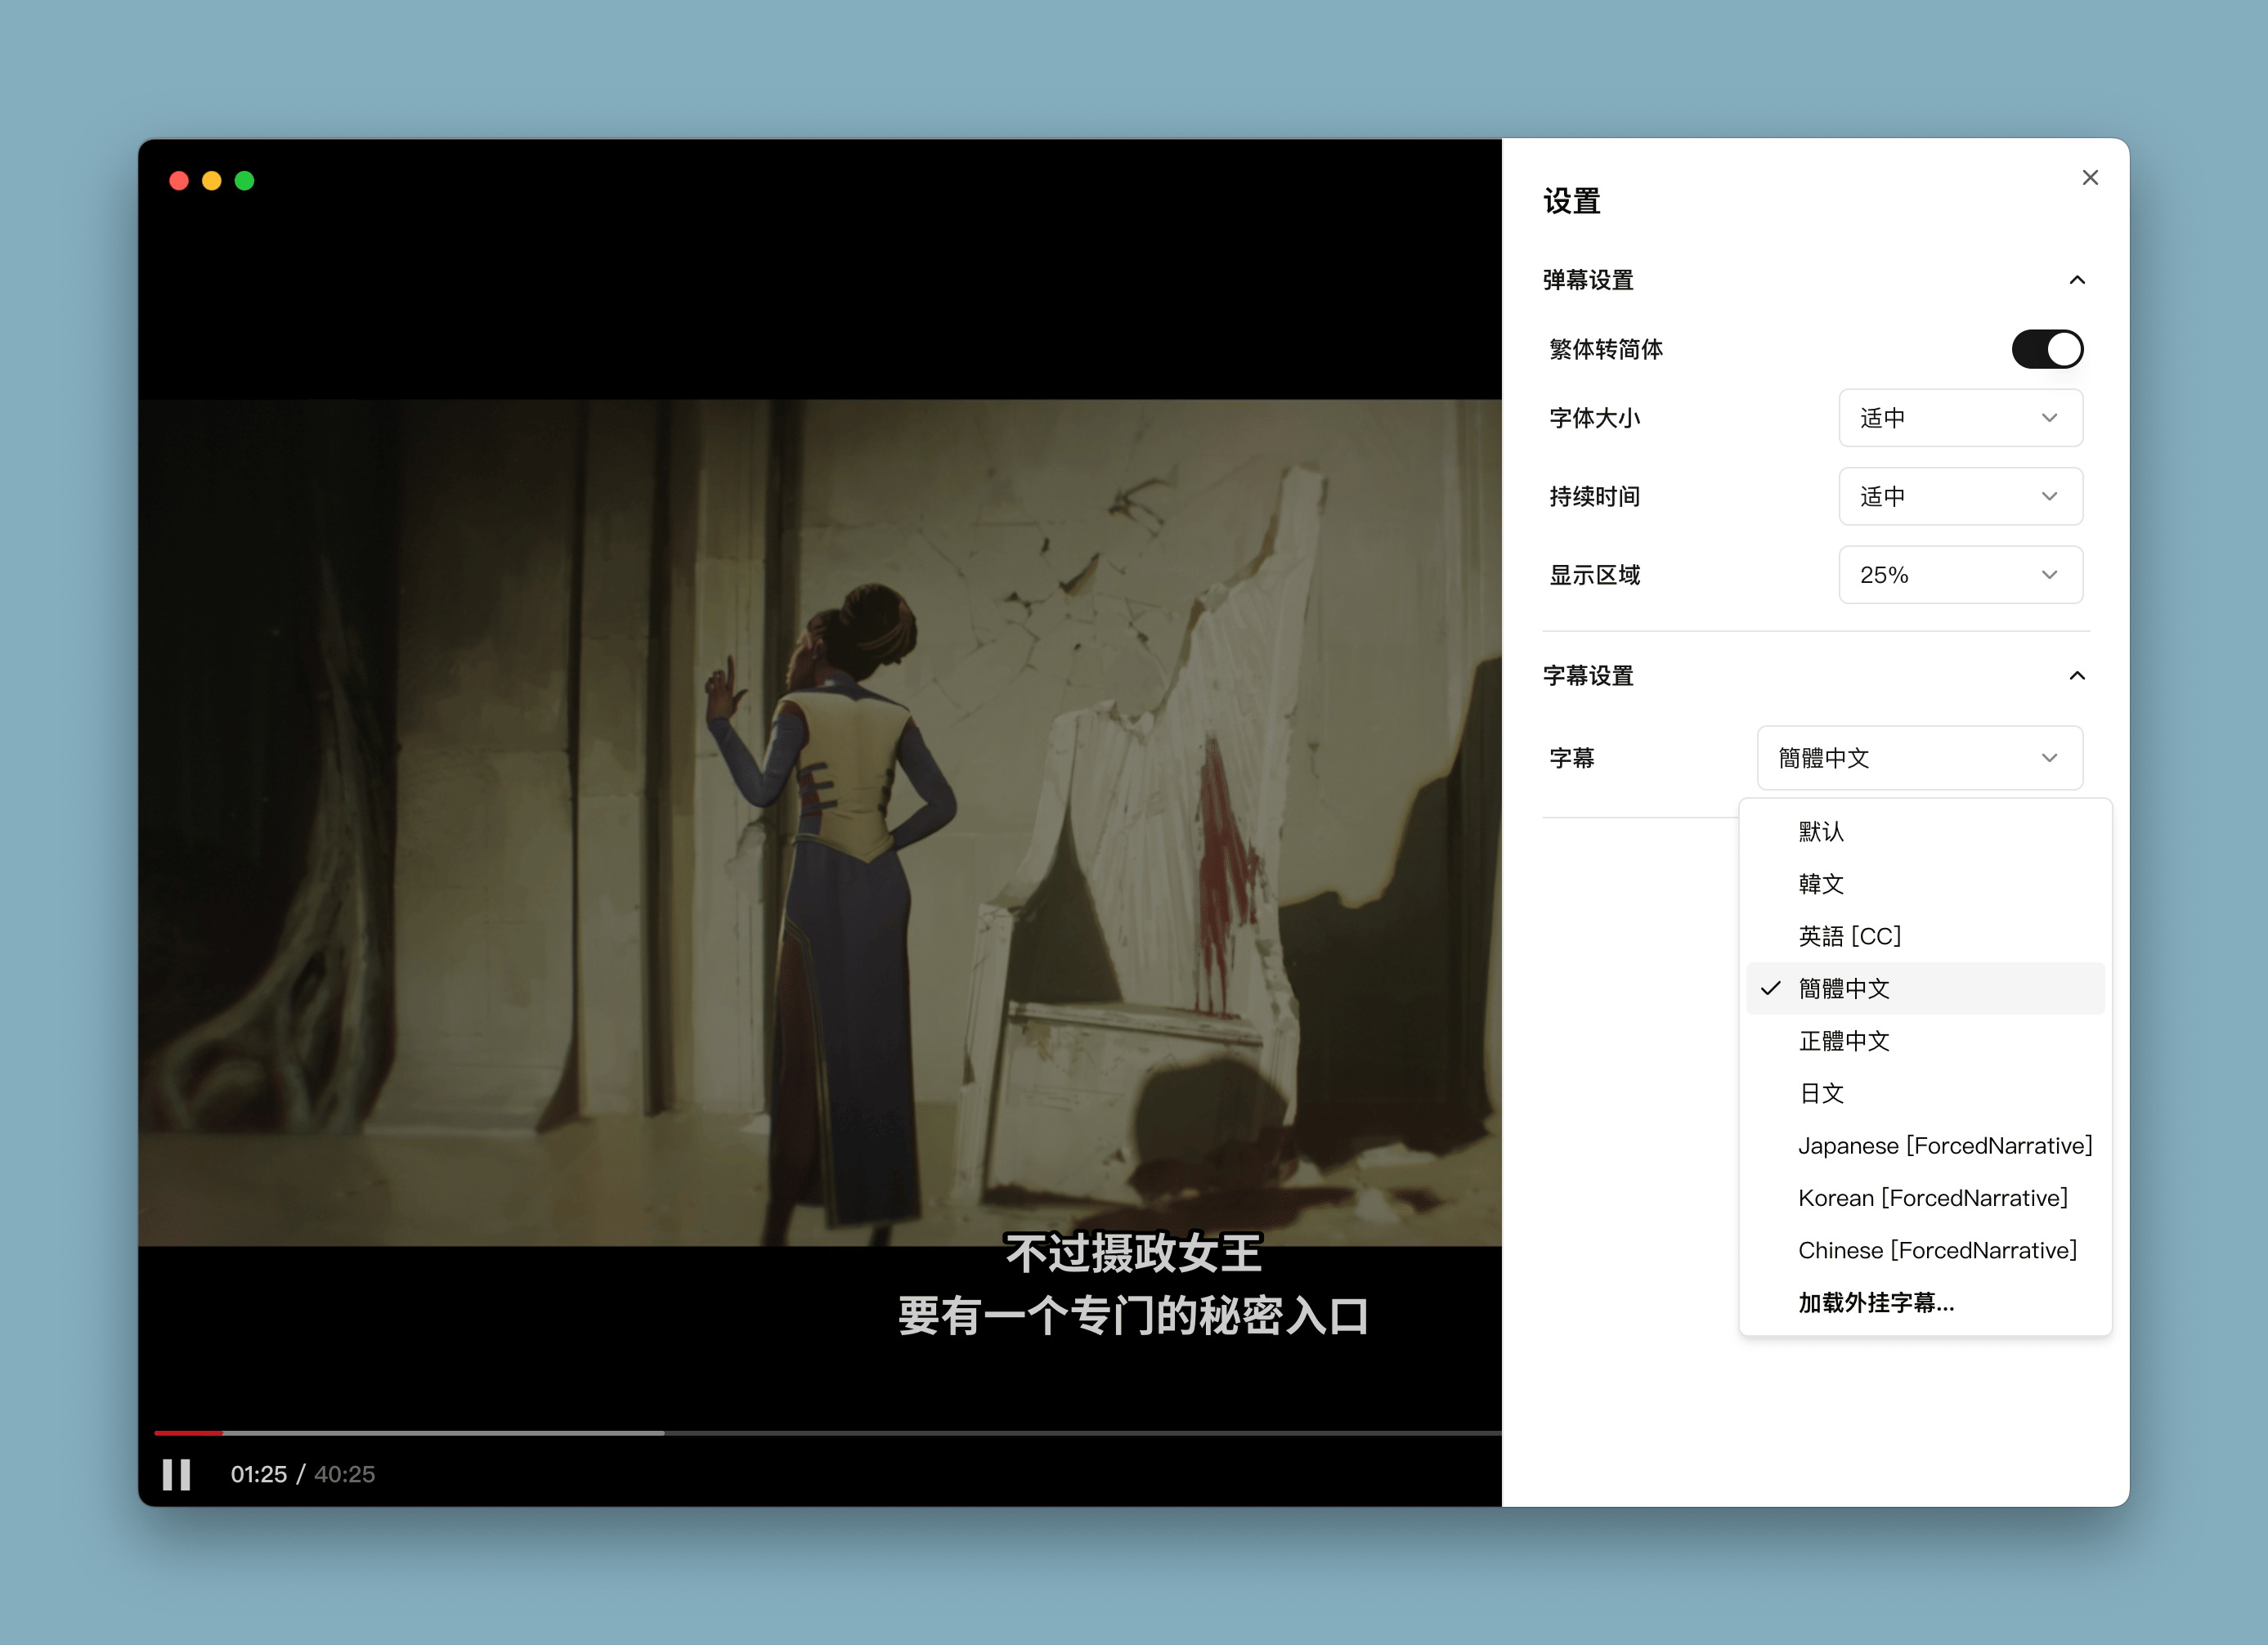 设置
弹幕设置
繁体转简体
字体大小 适中
持续时间 适中
显示区域 25%
字幕设置
字幕 簡體中文
默认
韓文
英語 [CC]
簡體中文
正體中文
日文
Japanese [ForcedNarrative]
Korean [ForcedNarrative]
Chinese [ForcedNarrative]
加载外挂字幕...
不过摄政女王
要有一个专门的秘密入口
01:25 / 40:25